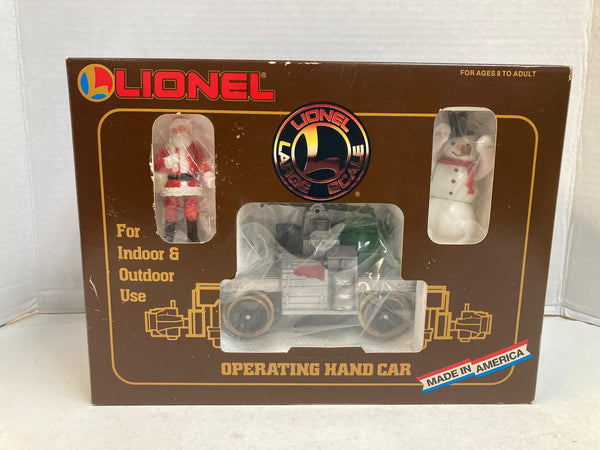 LIONEL®
FOR AGES 8 TO ADULT
LIONEL
L
LARGE SCALE®
For
Indoor &
Outdoor
Use
OPERATING HAND CAR
MADE IN AMERICA